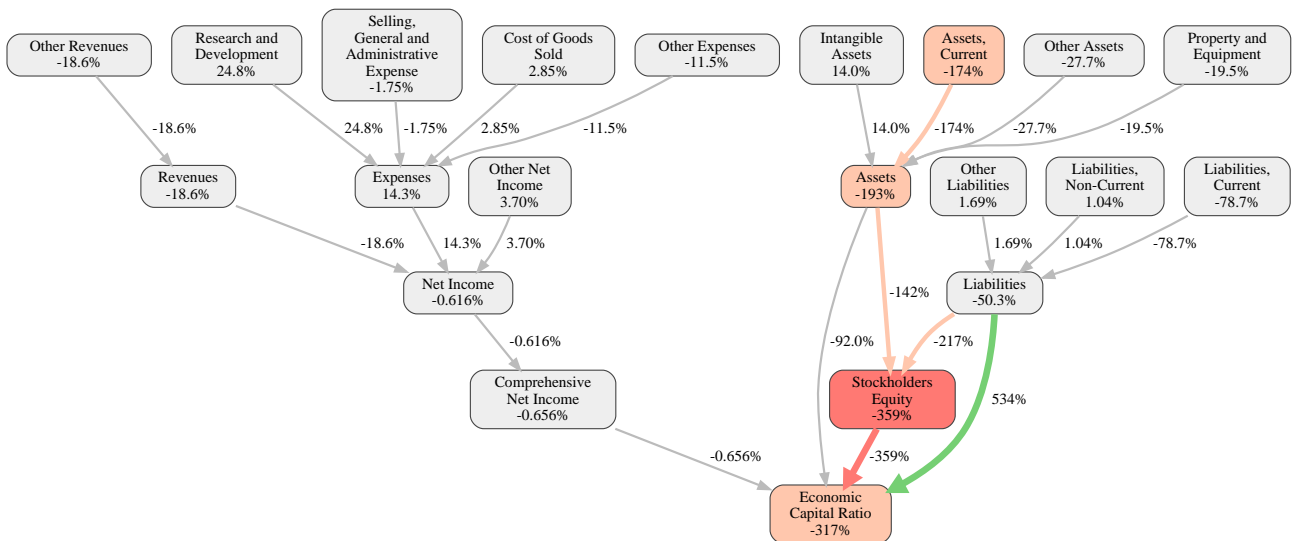 Other Revenues
-18.6%
Research and
Development
24.8%
Selling,
General and
Administrative
Expense
-1.75%
Cost of Goods
Sold
2.85%
Other Expenses
-11.5%
Intangible
Assets
14.0%
Assets,
Current
-174%
Other Assets
-27.7%
Property and
Equipment
-19.5%
-18.6%
24.8%
-1.75%
2.85%
-11.5%
14.0%
-174%
-27.7%
-19.5%
Revenues
-18.6%
Expenses
14.3%
Other Net
Income
3.70%
Assets
-193%
Other
Liabilities
1.69%
Liabilities,
Non-Current
1.04%
Liabilities,
Current
-78.7%
-18.6%
14.3%
3.70%
1.69%
1.04%
-78.7%
Net Income
-0.616%
-142%
Liabilities
-50.3%
-0.616%
-92.0%
-217%
Comprehensive
Net Income
-0.656%
Stockholders
Equity
-359%
534%
-0.656%
-359%
Economic
Capital Ratio
-317%